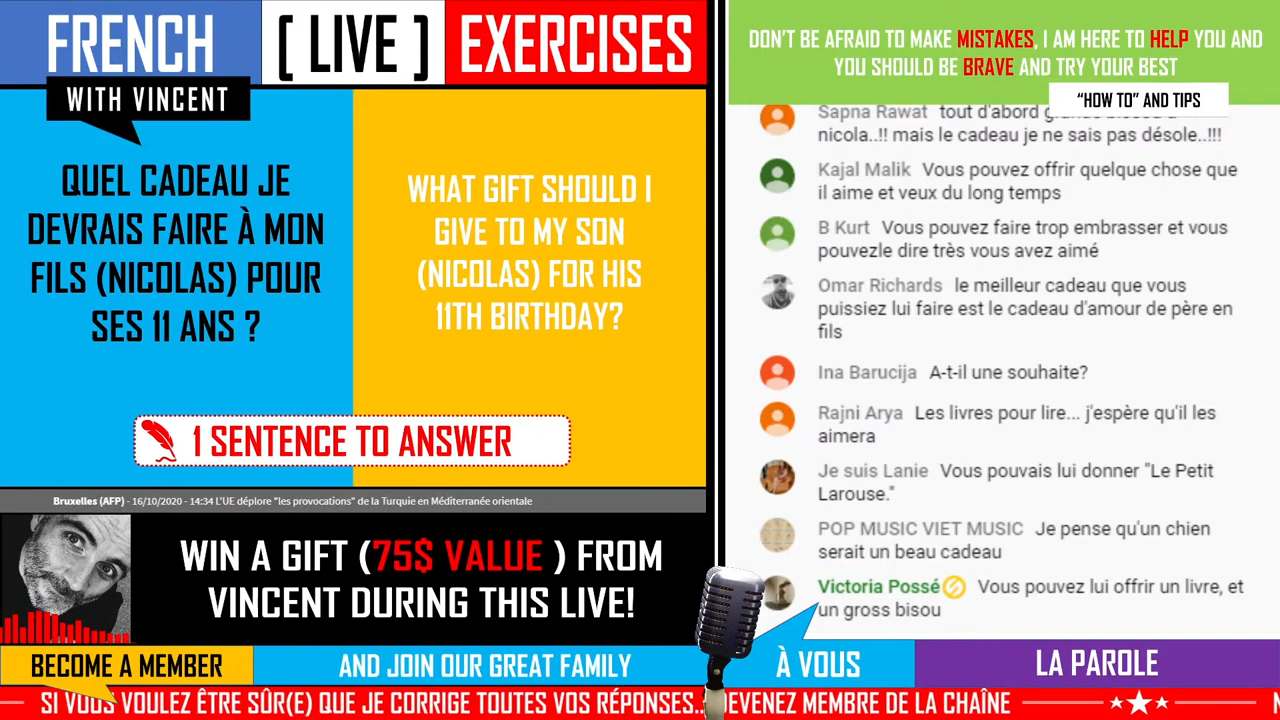 FRENCH [ LIVE ] EXERCISES
WITH VINCENT
QUEL CADEAU JE
DEVRAIS FAIRE À MON
FILS (NICOLAS) POUR
SES 11 ANS ?
WHAT GIFT SHOULD I
GIVE TO MY SON
(NICOLAS) FOR HIS
11TH BIRTHDAY?
1 SENTENCE TO ANSWER
Bruxelles (AFP) - 16/10/2020 - 14:34 L'UE déplore "les provocations" de la Turquie en Méditerranée orientale
WIN A GIFT (75$ VALUE ) FROM
VINCENT DURING THIS LIVE!
BECOME A MEMBER
AND JOIN OUR GREAT FAMILY
DON'T BE AFRAID TO MAKE MISTAKES, I AM HERE TO HELP YOU AND
YOU SHOULD BE BRAVE AND TRY YOUR BEST
“HOW TO” AND TIPS
Sapna Rawat tout d'abord
nicola..!! mais le cadeau je ne sais pas désole..!!!
Kajal Malik Vous pouvez offrir quelque chose que
il aime et veux du long temps
B Kurt Vous pouvez faire trop embrasser et vous
pouvezle dire très vous avez aimé
Omar Richards le meilleur cadeau que vous
puissiez lui faire est le cadeau d'amour de père en
fils
Ina Barucija A-t-il une souhaite?
Rajni Arya Les livres pour lire... j'espère qu'il les
aimera
Je suis Lanie Vous pouvais lui donner "Le Petit
Larousse."
POP MUSIC VIET MUSIC Je pense qu'un chien
serait un beau cadeau
Victoria Possé Vous pouvez lui offrir un livre, et
un gross bisou
À VOUS
LA PAROLE
SI VOUS VOULEZ ÊTRE SÛR(E) QUE JE CORRIGE TOUTES VOS RÉPONSES... DEVENEZ MEMBRE DE LA CHAÎNE